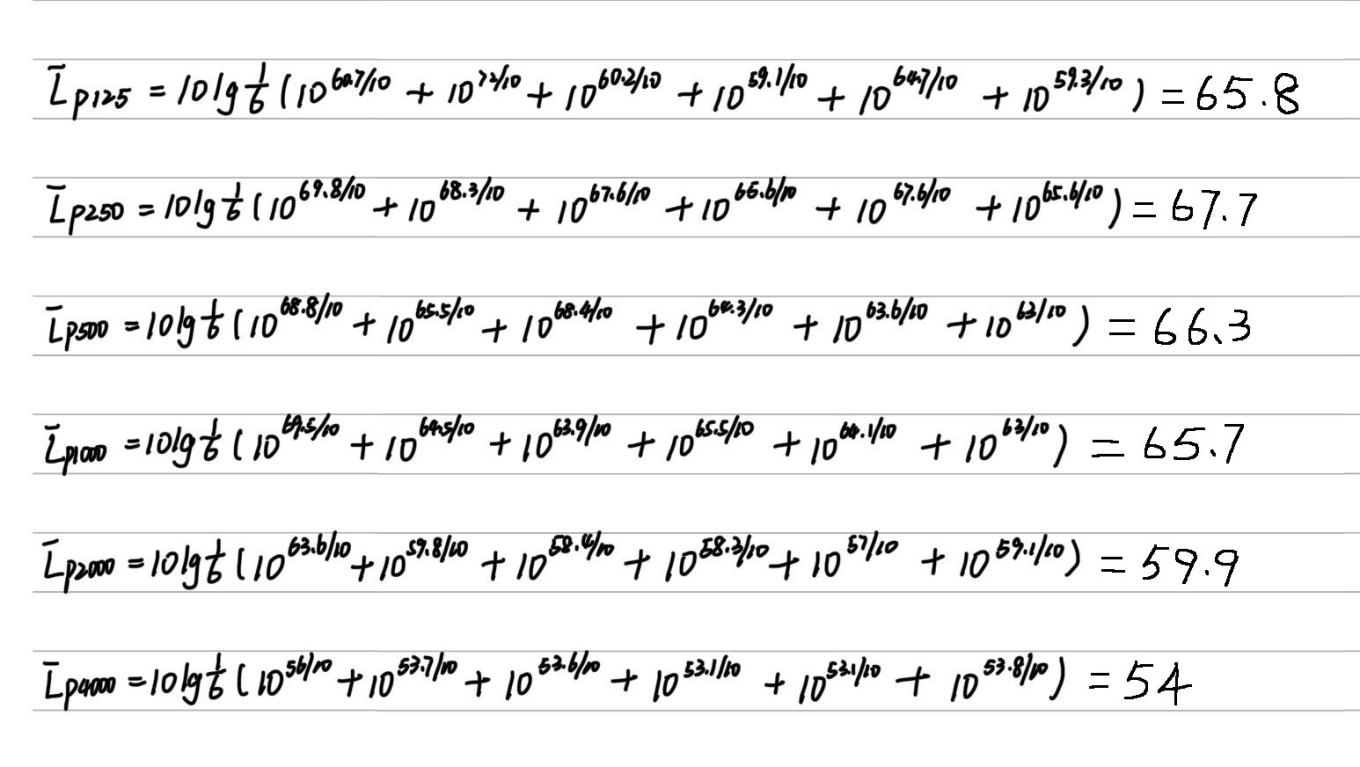 L̄p125 = 10lg 1/6 (10^60.7/10 + 10^72/10 + 10^60.2/10 + 10^59.1/10 + 10^64.7/10 + 10^59.3/10) = 65.8
L̄p250 = 10lg 1/6 (10^69.8/10 + 10^68.3/10 + 10^67.6/10 + 10^66.6/10 + 10^67.6/10 + 10^65.6/10) = 67.7
L̄p500 = 10lg 1/6 (10^68.8/10 + 10^65.5/10 + 10^68.4/10 + 10^64.3/10 + 10^63.6/10 + 10^63/10) = 66.3
L̄p1000 = 10lg 1/6 (10^69.5/10 + 10^64.5/10 + 10^63.9/10 + 10^65.5/10 + 10^64.1/10 + 10^63/10) = 65.7
L̄p2000 = 10lg 1/6 (10^63.6/10 + 10^59.8/10 + 10^58.4/10 + 10^58.3/10 + 10^57/10 + 10^59.1/10) = 59.9
L̄p4000 = 10lg 1/6 (10^56/10 + 10^53.7/10 + 10^53.6/10 + 10^53.1/10 + 10^53.1/10 + 10^53.8/10) = 54